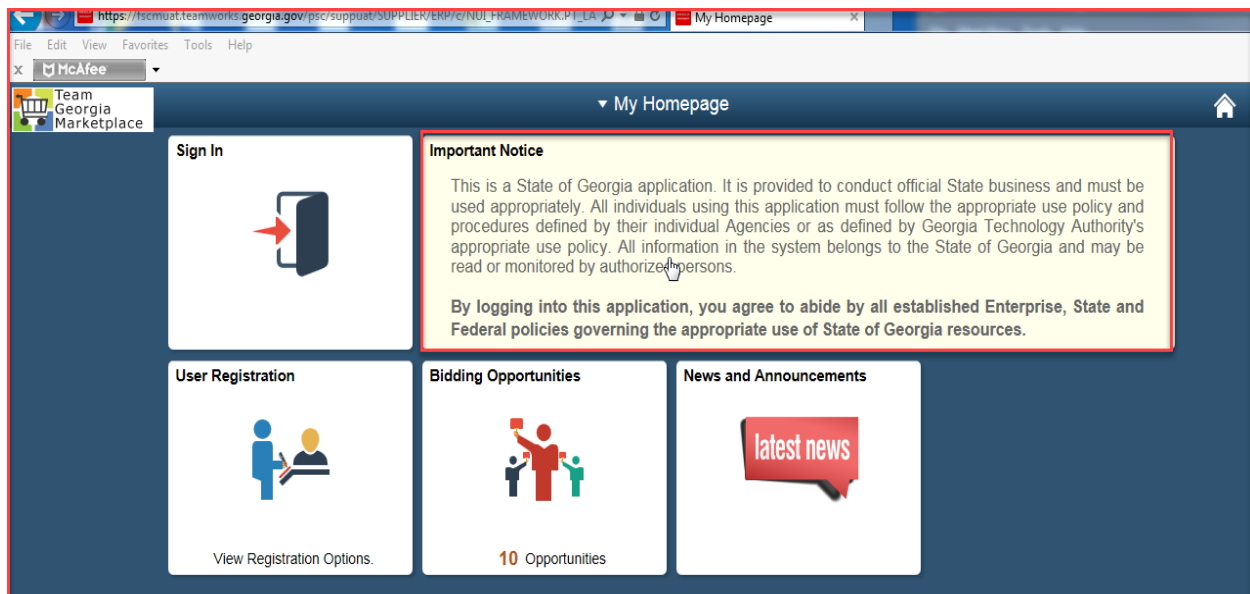 https://fscmuat.teamworks.georgia.gov/psc/suppuat/SUPPLIER/ERP/c/NUI_FRAMEWORK.PT_LA
My Homepage
File Edit View Favorites Tools Help
x McAfee
Team
Georgia
Marketplace
My Homepage
Sign In
Important Notice
This is a State of Georgia application. It is provided to conduct official State business and must be
used appropriately. All individuals using this application must follow the appropriate use policy and
procedures defined by their individual Agencies or as defined by Georgia Technology Authority's
appropriate use policy. All information in the system belongs to the State of Georgia and may be
read or monitored by authorized persons.
By logging into this application, you agree to abide by all established Enterprise, State and
Federal policies governing the appropriate use of State of Georgia resources.
User Registration
Bidding Opportunities
News and Announcements
latest news
View Registration Options.
10 Opportunities